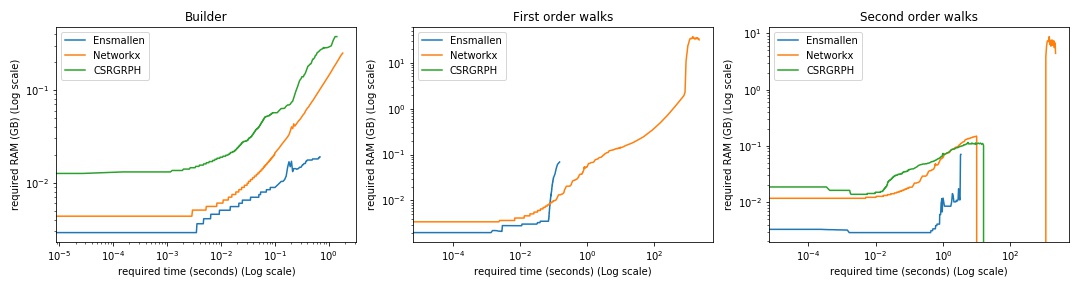 Builder
required RAM (GB) (Log scale)
10⁻¹
10⁻²
Ensmallen
Networkx
CSRGRPH
10⁻⁵ 10⁻⁴ 10⁻³ 10⁻² 10⁻¹ 10⁰
required time (seconds) (Log scale)
First order walks
required RAM (GB) (Log scale)
10¹
10⁰
10⁻¹
10⁻²
Ensmallen
Networkx
CSRGRPH
10⁻⁴ 10⁻² 10⁰ 10²
required time (seconds) (Log scale)
Second order walks
required RAM (GB) (Log scale)
10¹
10⁰
10⁻¹
10⁻²
Ensmallen
Networkx
CSRGRPH
10⁻⁴ 10⁻² 10⁰ 10²
required time (seconds) (Log scale)